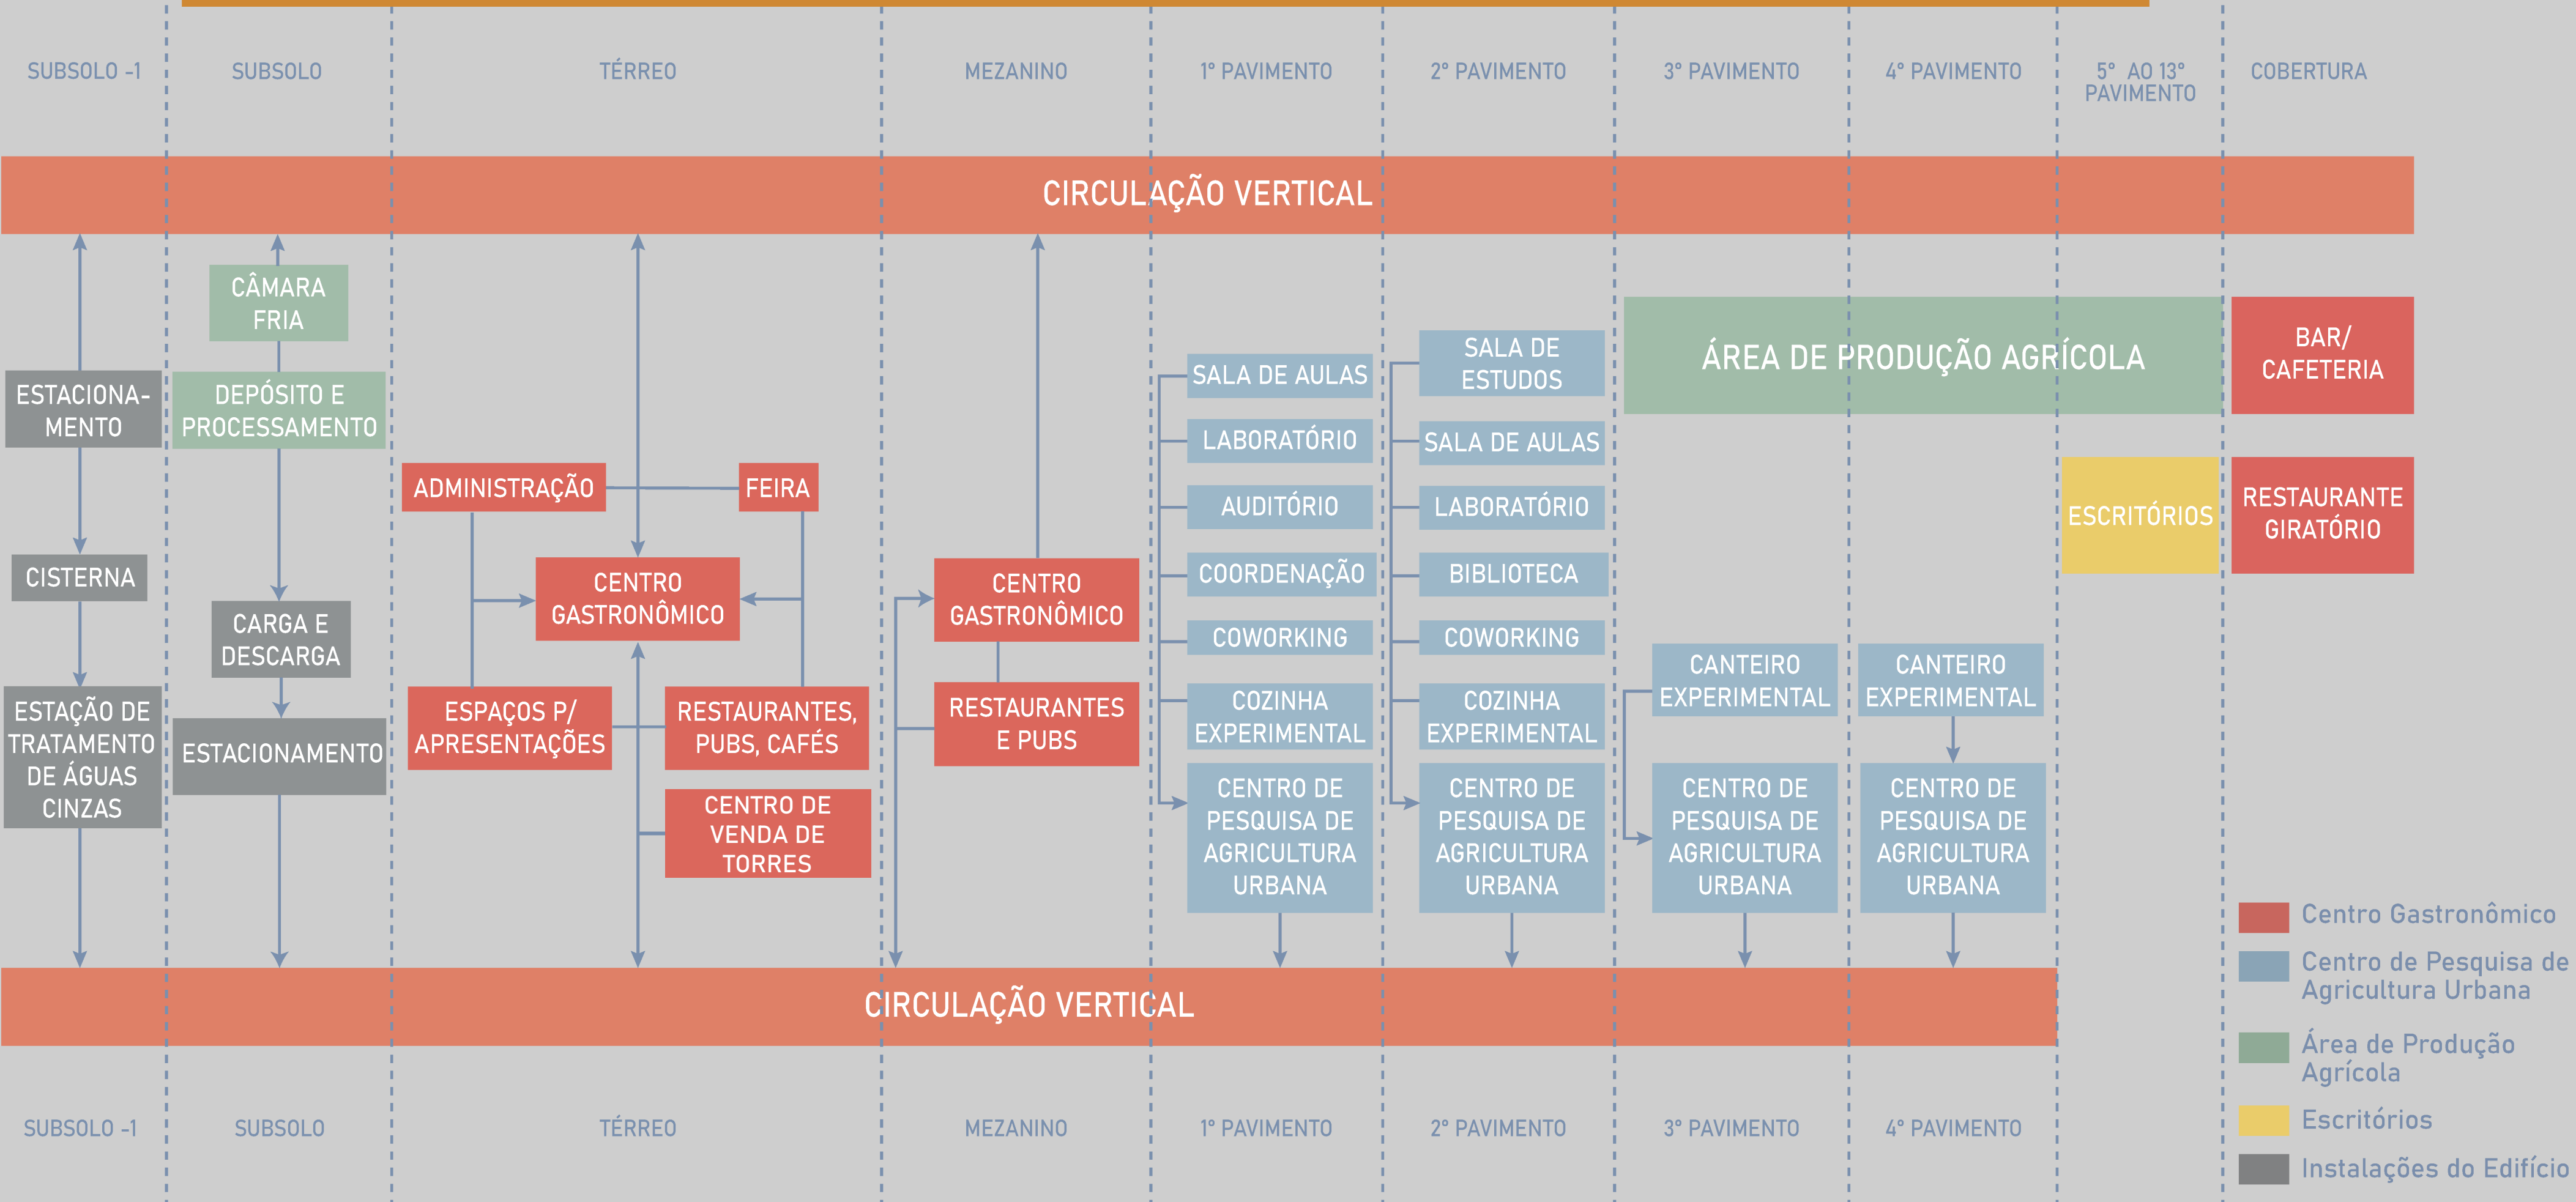 SUBSOLO -1
SUBSOLO
TÉRREO
MEZANINO
1° PAVIMENTO
2° PAVIMENTO
3° PAVIMENTO
4° PAVIMENTO
5° AO 13°
PAVIMENTO
COBERTURA
CIRCULAÇÃO VERTICAL
ESTACIONA-
MENTO
CISTERNA
ESTAÇÃO DE
TRATAMENTO
DE ÁGUAS
CINZAS
CÂMARA
FRIA
DEPÓSITO E
PROCESSAMENTO
CARGA E
DESCARGA
ESTACIONAMENTO
ADMINISTRAÇÃO
FEIRA
CENTRO
GASTRONÔMICO
ESPAÇOS P/
APRESENTAÇÕES
RESTAURANTES,
PUBS, CAFÉS
CENTRO DE
VENDA DE
TORRES
CENTRO
GASTRONÔMICO
RESTAURANTES
E PUBS
SALA DE AULAS
LABORATÓRIO
AUDITÓRIO
COORDENAÇÃO
COWORKING
COZINHA
EXPERIMENTAL
CENTRO DE
PESQUISA DE
AGRICULTURA
URBANA
SALA DE
ESTUDOS
SALA DE AULAS
LABORATÓRIO
BIBLIOTECA
COWORKING
COZINHA
EXPERIMENTAL
CENTRO DE
PESQUISA DE
AGRICULTURA
URBANA
ÁREA DE PRODUÇÃO AGRÍCOLA
CANTEIRO
EXPERIMENTAL
CENTRO DE
PESQUISA DE
AGRICULTURA
URBANA
CANTEIRO
EXPERIMENTAL
CENTRO DE
PESQUISA DE
AGRICULTURA
URBANA
ESCRITÓRIOS
BAR/
CAFETERIA
RESTAURANTE
GIRATÓRIO
CIRCULAÇÃO VERTICAL
SUBSOLO -1
SUBSOLO
TÉRREO
MEZANINO
1° PAVIMENTO
2° PAVIMENTO
3° PAVIMENTO
4° PAVIMENTO
Centro Gastronômico
Centro de Pesquisa de
Agricultura Urbana
Área de Produção
Agrícola
Escritórios
Instalações do Edifício